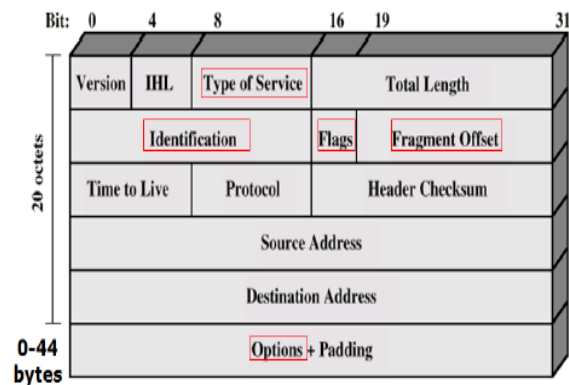 Bit: 0 4 8 16 19 31
Version IHL Type of Service Total Length
Identification Flags Fragment Offset
Time to Live Protocol Header Checksum
Source Address
Destination Address
Options + Padding
20 octets
0-44
bytes